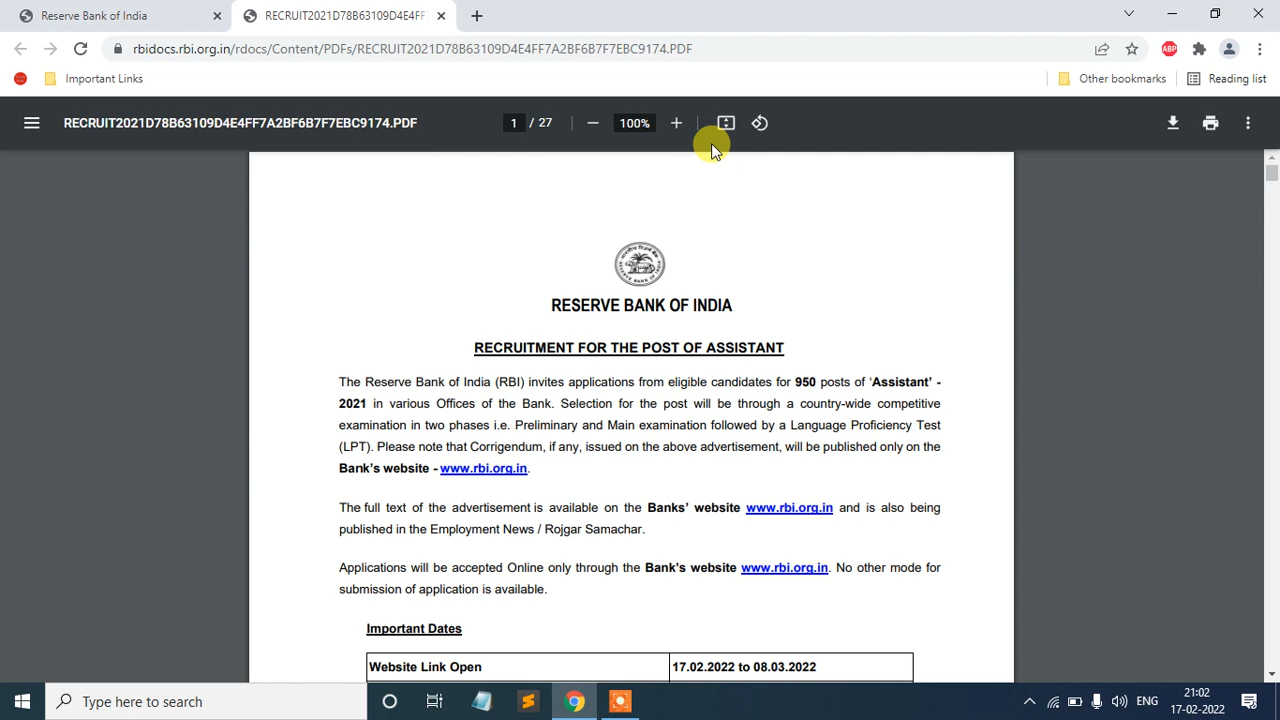 Reserve Bank of India
RECRUIT2021D78B63109D4E4FF
rbidocs.rbi.org.in/rdocs/Content/PDFs/RECRUIT2021D78B63109D4E4FF7A2BF6B7F7EBC9174.PDF
ABP
Important Links
Other bookmarks
Reading list
RECRUIT2021D78B63109D4E4FF7A2BF6B7F7EBC9174.PDF
1 / 27
100%
RESERVE BANK OF INDIA
RECRUITMENT FOR THE POST OF ASSISTANT
The Reserve Bank of India (RBI) invites applications from eligible candidates for 950 posts of ‘Assistant’ -
2021 in various Offices of the Bank. Selection for the post will be through a country-wide competitive
examination in two phases i.e. Preliminary and Main examination followed by a Language Proficiency Test
(LPT). Please note that Corrigendum, if any, issued on the above advertisement, will be published only on the
Bank’s website - www.rbi.org.in.
The full text of the advertisement is available on the Banks’ website www.rbi.org.in and is also being
published in the Employment News / Rojgar Samachar.
Applications will be accepted Online only through the Bank’s website www.rbi.org.in. No other mode for
submission of application is available.
Important Dates
Website Link Open 17.02.2022 to 08.03.2022
Type here to search
ENG
21:02
17-02-2022